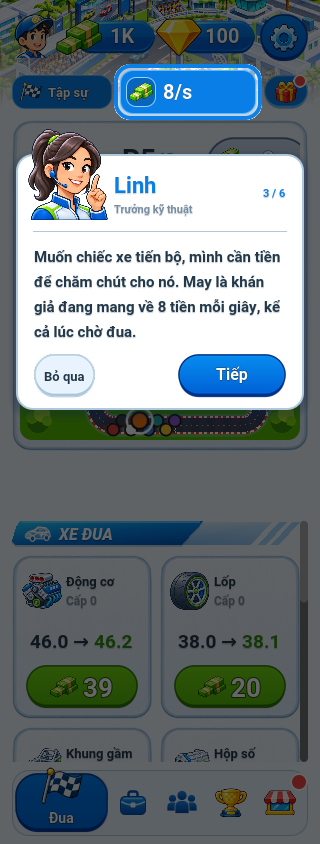 1K
100
Tập sự
8/s
Linh
3 / 6
Trưởng kỹ thuật
Muốn chiếc xe tiến bộ, mình cần tiền
để chăm chút cho nó. May là khán
giả đang mang về 8 tiền mỗi giây, kể
cả lúc chờ đua.
Bỏ qua
Tiếp
XE ĐUA
Động cơ
Cấp 0
46.0 → 46.2
39
Lốp
Cấp 0
38.0 → 38.1
20
Khung gầm
Hộp số
Đua